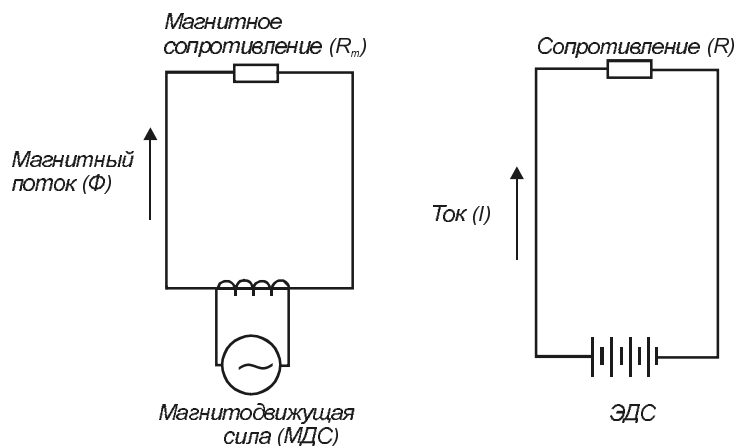 Магнитное
сопротивление (Rm)
Магнитный
поток (Ф)
Магнитодвижущая
сила (МДС)
Сопротивление (R)
Ток (I)
ЭДС